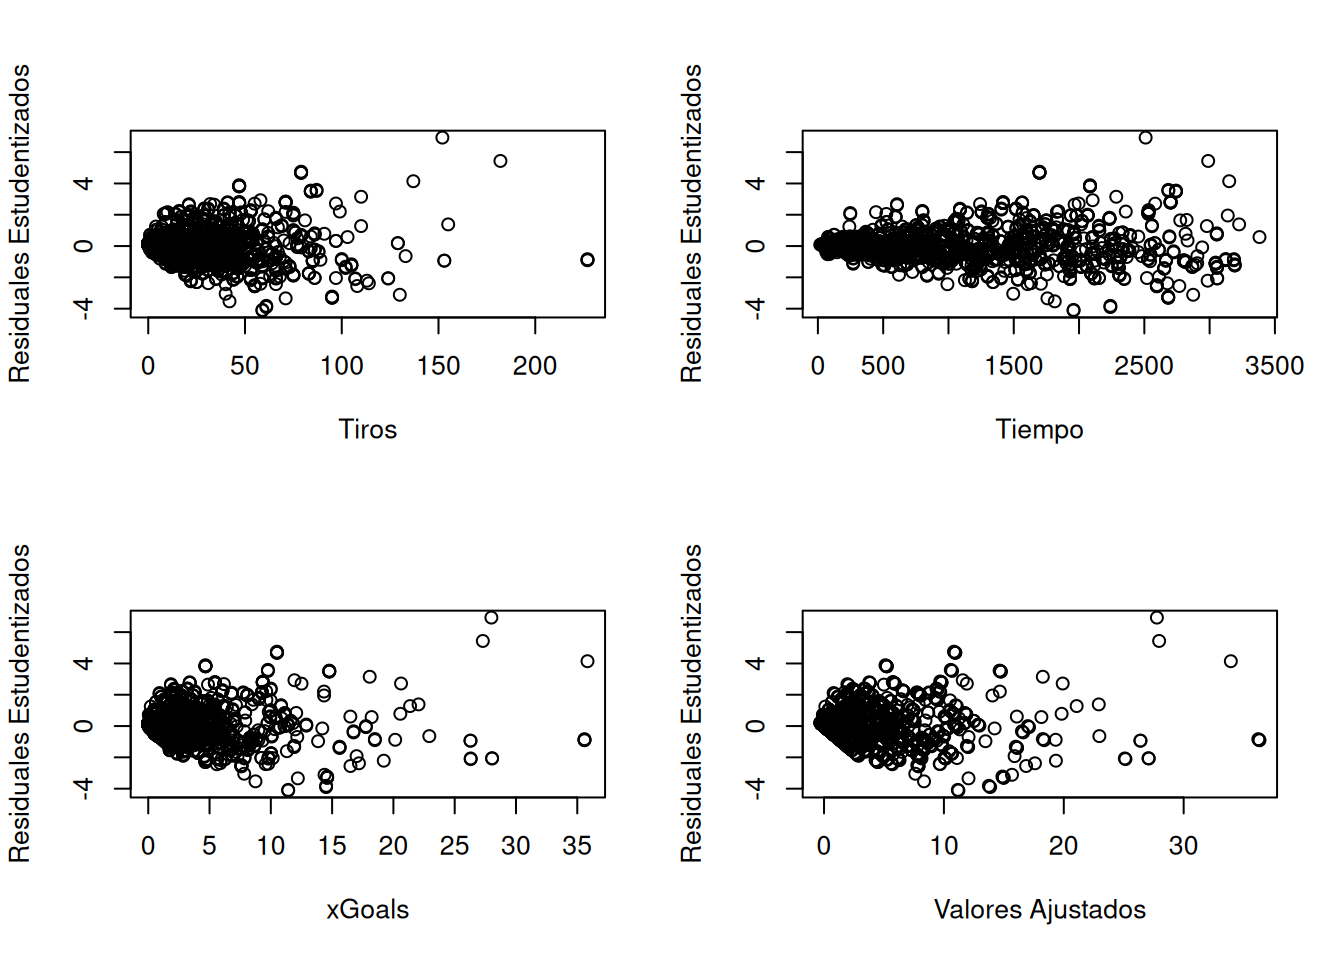 Residuales Estudentizados
4
0
-4
0 50 100 150 200
Tiros
Residuales Estudentizados
4
0
-4
0 500 1500 2500 3500
Tiempo
Residuales Estudentizados
4
0
-4
0 5 10 15 20 25 30 35
xGoals
Residuales Estudentizados
4
0
-4
0 10 20 30
Valores Ajustados